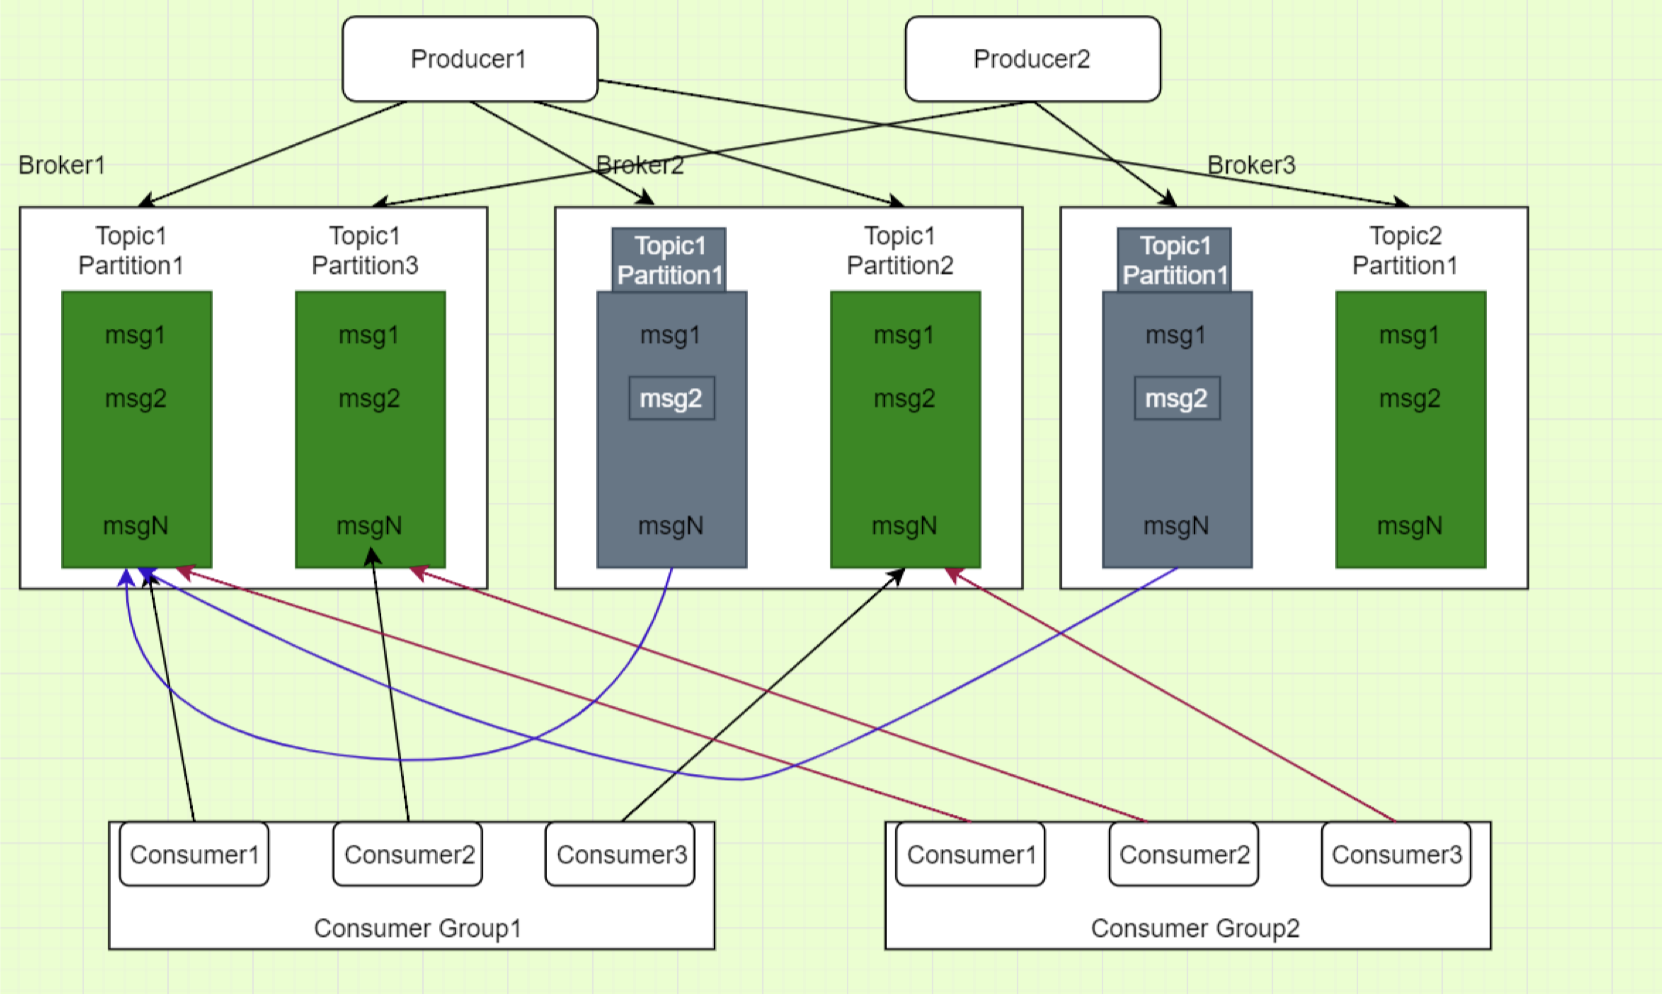 Producer1
Producer2
Broker1
Broker2
Broker3
Topic1
Partition1
msg1
msg2
msgN
Topic1
Partition3
msg1
msg2
msgN
Topic1
Partition1
msg1
msg2
msgN
Topic1
Partition2
msg1
msg2
msgN
Topic1
Partition1
msg1
msg2
msgN
Topic2
Partition1
msg1
msg2
msgN
Consumer1
Consumer2
Consumer3
Consumer Group1
Consumer1
Consumer2
Consumer3
Consumer Group2